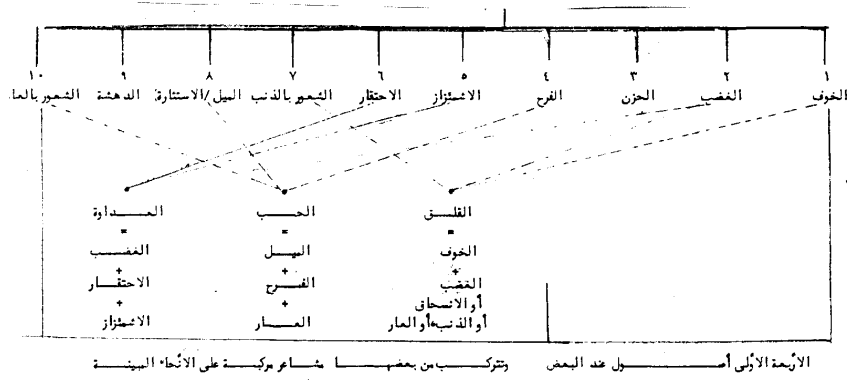 ١ ٢ ٣ ٤ ٥ ٦ ٧ ٨ ٩ ١٠
الخوف الغضب الحزن الفرح الاشمئزاز الاحتقار الشعور بالذنب الميل/الاستثارة الدهشة الشعور بالعا
القلق الحب العداوة
= = =
الخوف الميل الغضب
+ + +
الغضب الفرح الاحتقار
أو الانسحاق + +
أو الذنب أو العار العار الاشمئزاز
الأربعة الأولى أصول عند البعض وتتركب من بعضها مشاعر مركبة على الأنحاء المبينة